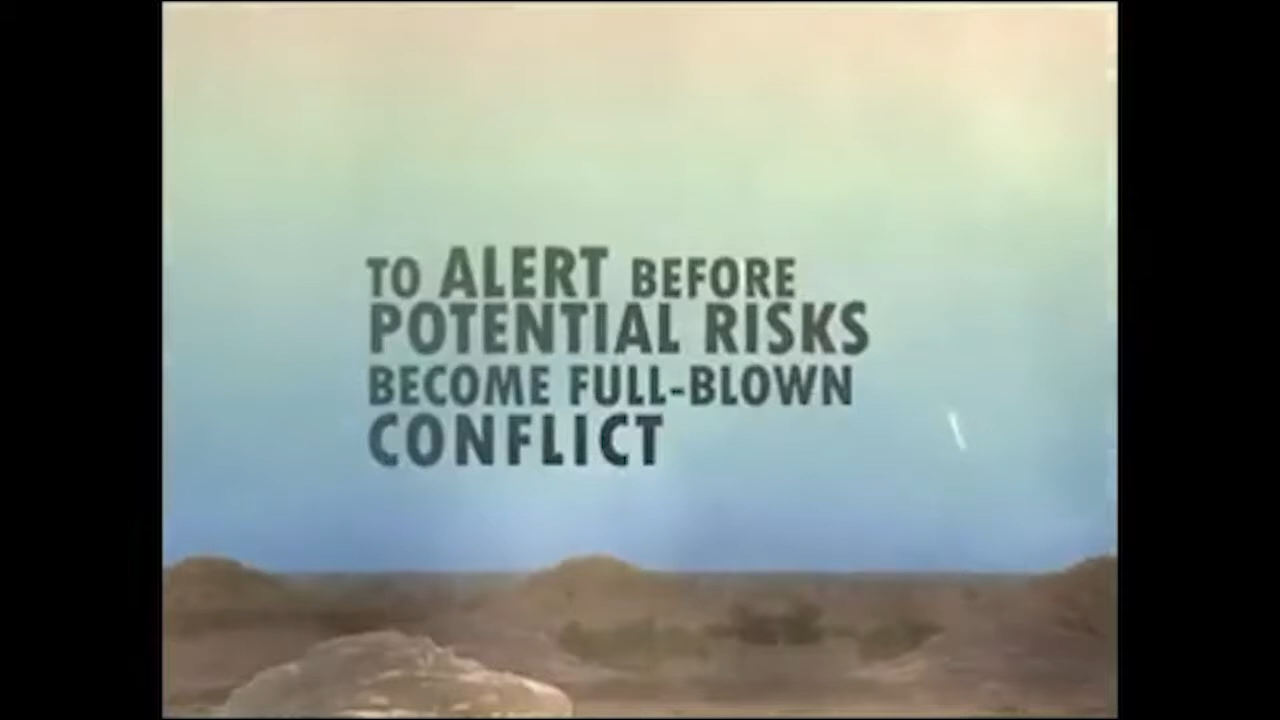 TO ALERT BEFORE
POTENTIAL RISKS
BECOME FULL-BLOWN
CONFLICT